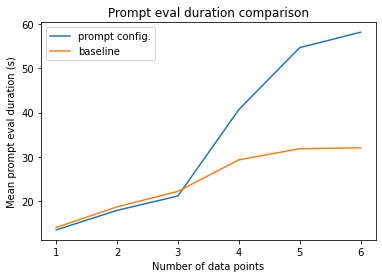 Prompt eval duration comparison
prompt config.
baseline
Mean prompt eval duration (s)
60
50
40
30
20
1 2 3 4 5 6
Number of data points